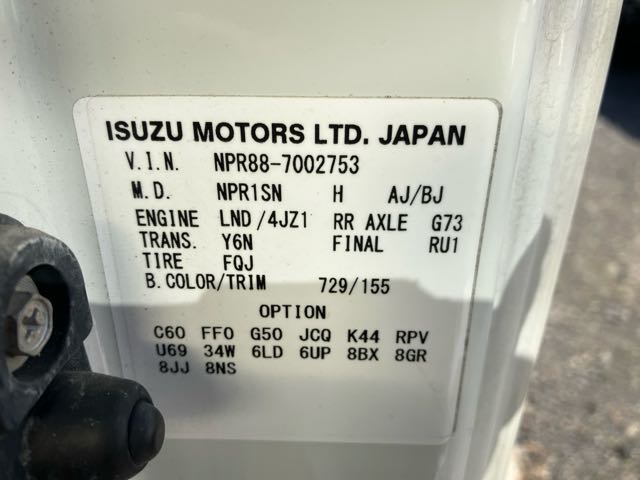 ISUZU MOTORS LTD. JAPAN
V.I.N. NPR88-7002753
M.D. NPR1SN H AJ/BJ
ENGINE LND/4JZ1 RR AXLE G73
TRANS. Y6N FINAL RU1
TIRE FQJ
B.COLOR/TRIM 729/155
OPTION
C60 FF0 G50 JCQ K44 RPV
U69 34W 6LD 6UP 8BX 8GR
8JJ 8NS